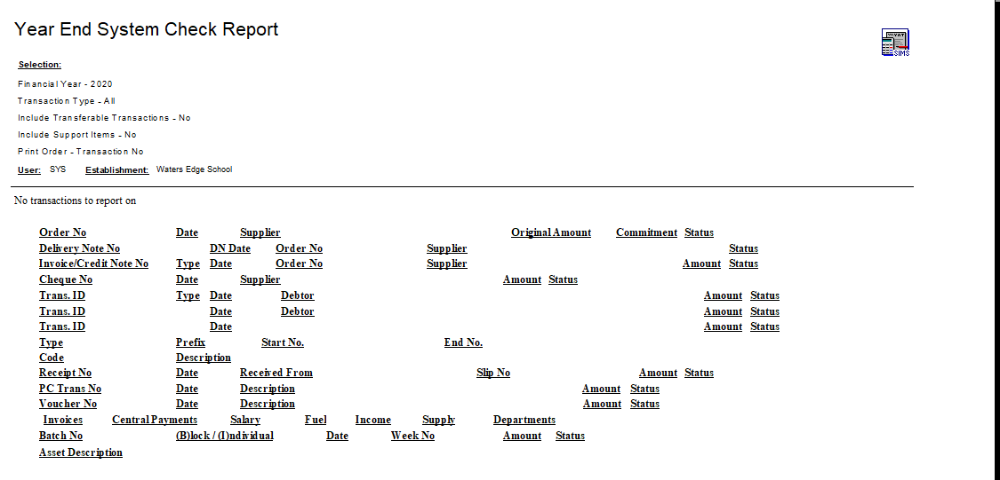 Year End System Check Report
VAT
SIMS
Selection:
Financial Year - 2020
Transaction Type - All
Include Transferable Transactions - No
Include Support Items - No
Print Order - Transaction No
User: SYS Establishment: Waters Edge School
No transactions to report on
Order No Date Supplier Original Amount Commitment Status
Delivery Note No DN Date Order No Supplier Status
Invoice/Credit Note No Type Date Order No Supplier Amount Status
Cheque No Date Supplier Amount Status
Trans. ID Type Date Debtor Amount Status
Trans. ID Date Debtor Amount Status
Trans. ID Date Amount Status
Type Prefix Start No. End No.
Code Description
Receipt No Date Received From Slip No Amount Status
PC Trans No Date Description Amount Status
Voucher No Date Description Amount Status
Invoices Central Payments Salary Fuel Income Supply Departments
Batch No (B)lock / (I)ndividual Date Week No Amount Status
Asset Description